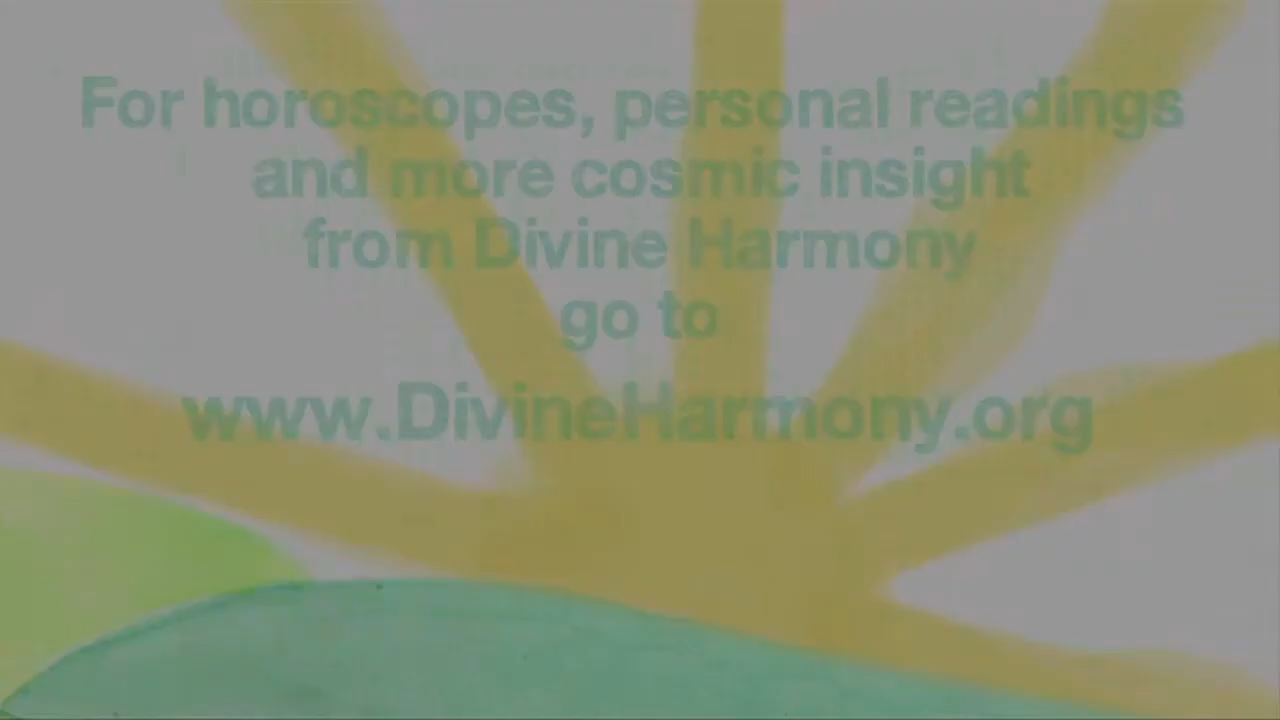 For horoscopes, personal readings
and more cosmic insight
from Divine Harmony
go to
www.DivineHarmony.org